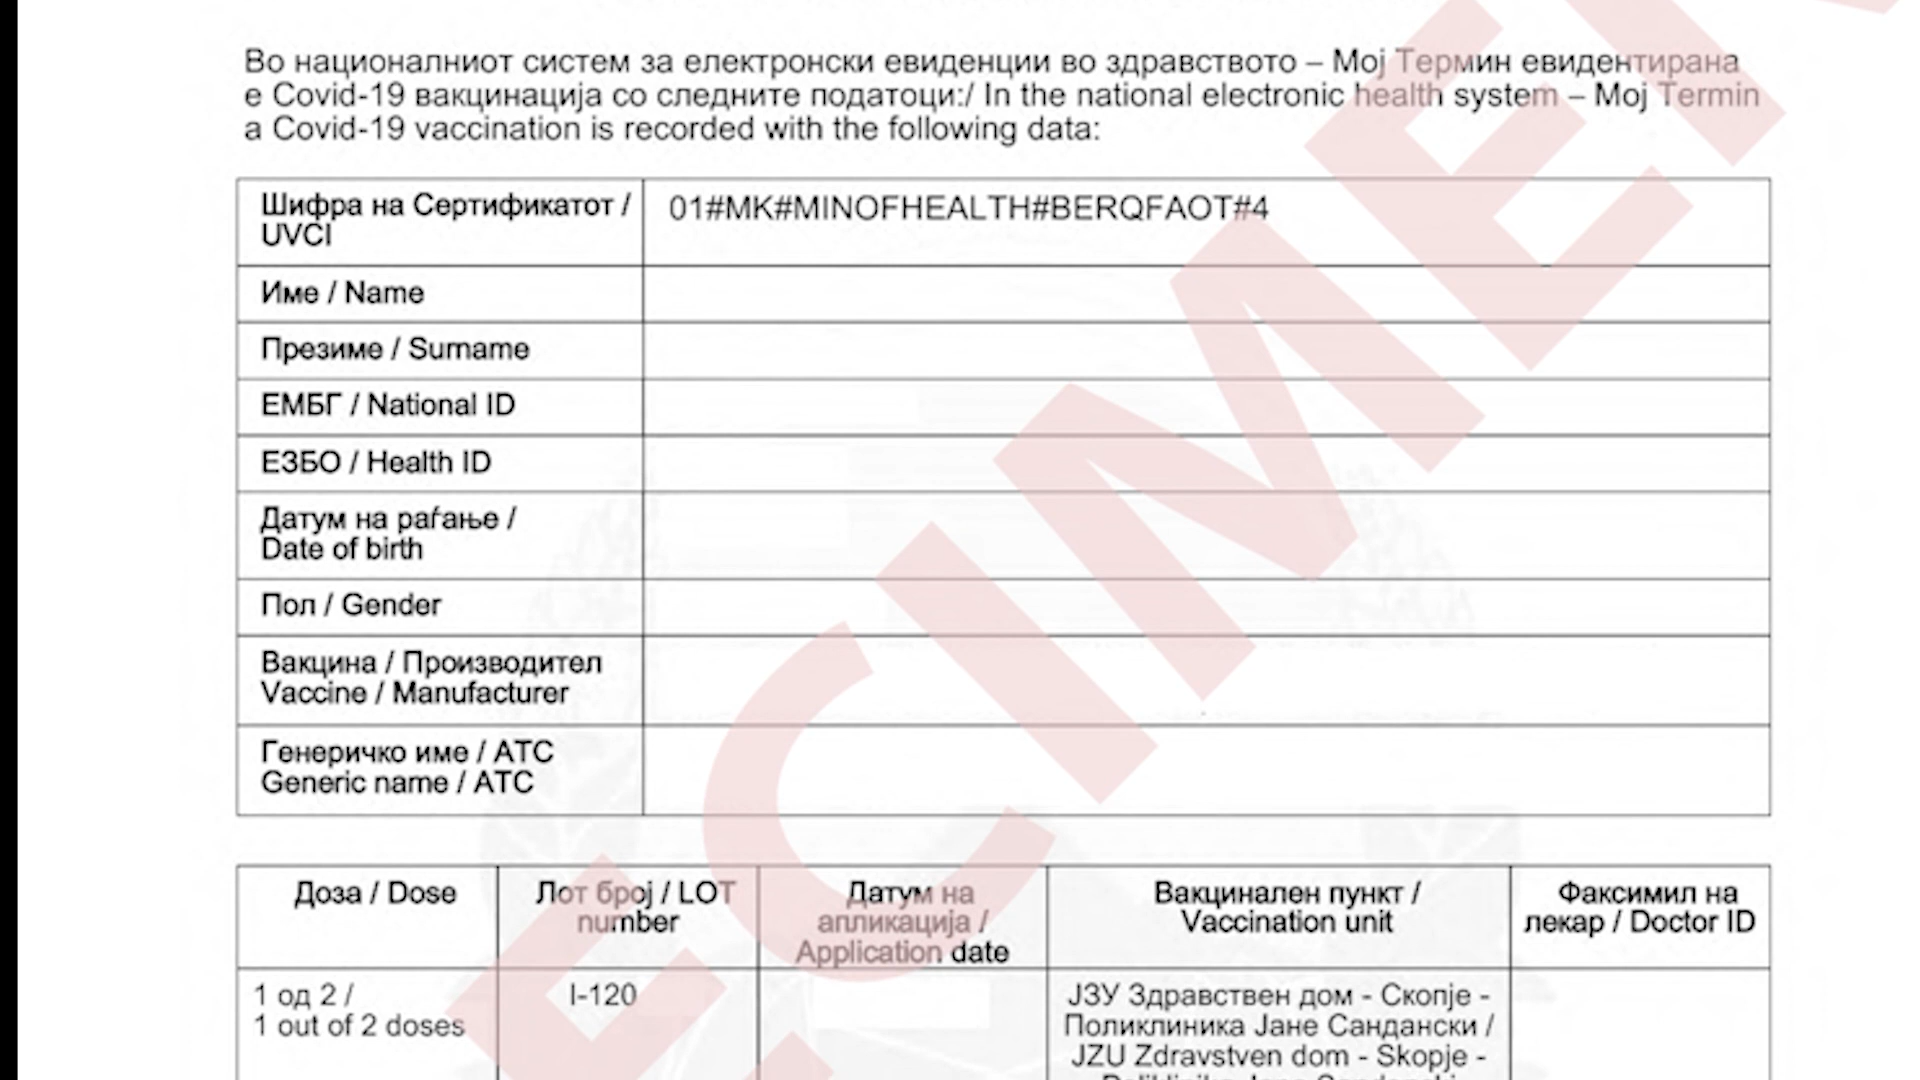 Во националниот систем за електронски евиденции во здравството – Мој Термин евидентирана
е Covid-19 вакцинација со следните податоци:/ In the national electronic health system – Moj Termin
a Covid-19 vaccination is recorded with the following data:
Шифра на Сертификатот /
UVCI
01#MK#MINOFHEALTH#BERQFAOT#4
Име / Name
Презиме / Surname
ЕМБГ / National ID
ЕЗБО / Health ID
Датум на раѓање /
Date of birth
Пол / Gender
Вакцина / Производител
Vaccine / Manufacturer
Генеричко име / ATC
Generic name / ATC
Доза / Dose
Лот број / LOT
number
Датум на
апликација /
Application date
Вакцинален пункт /
Vaccination unit
Факсимил на
лекар / Doctor ID
1 од 2 /
1 out of 2 doses
I-120
ЈЗУ Здравствен дом - Скопје -
Поликлиника Јане Сандански /
JZU Zdravstven dom - Skopje -
ECIMEN